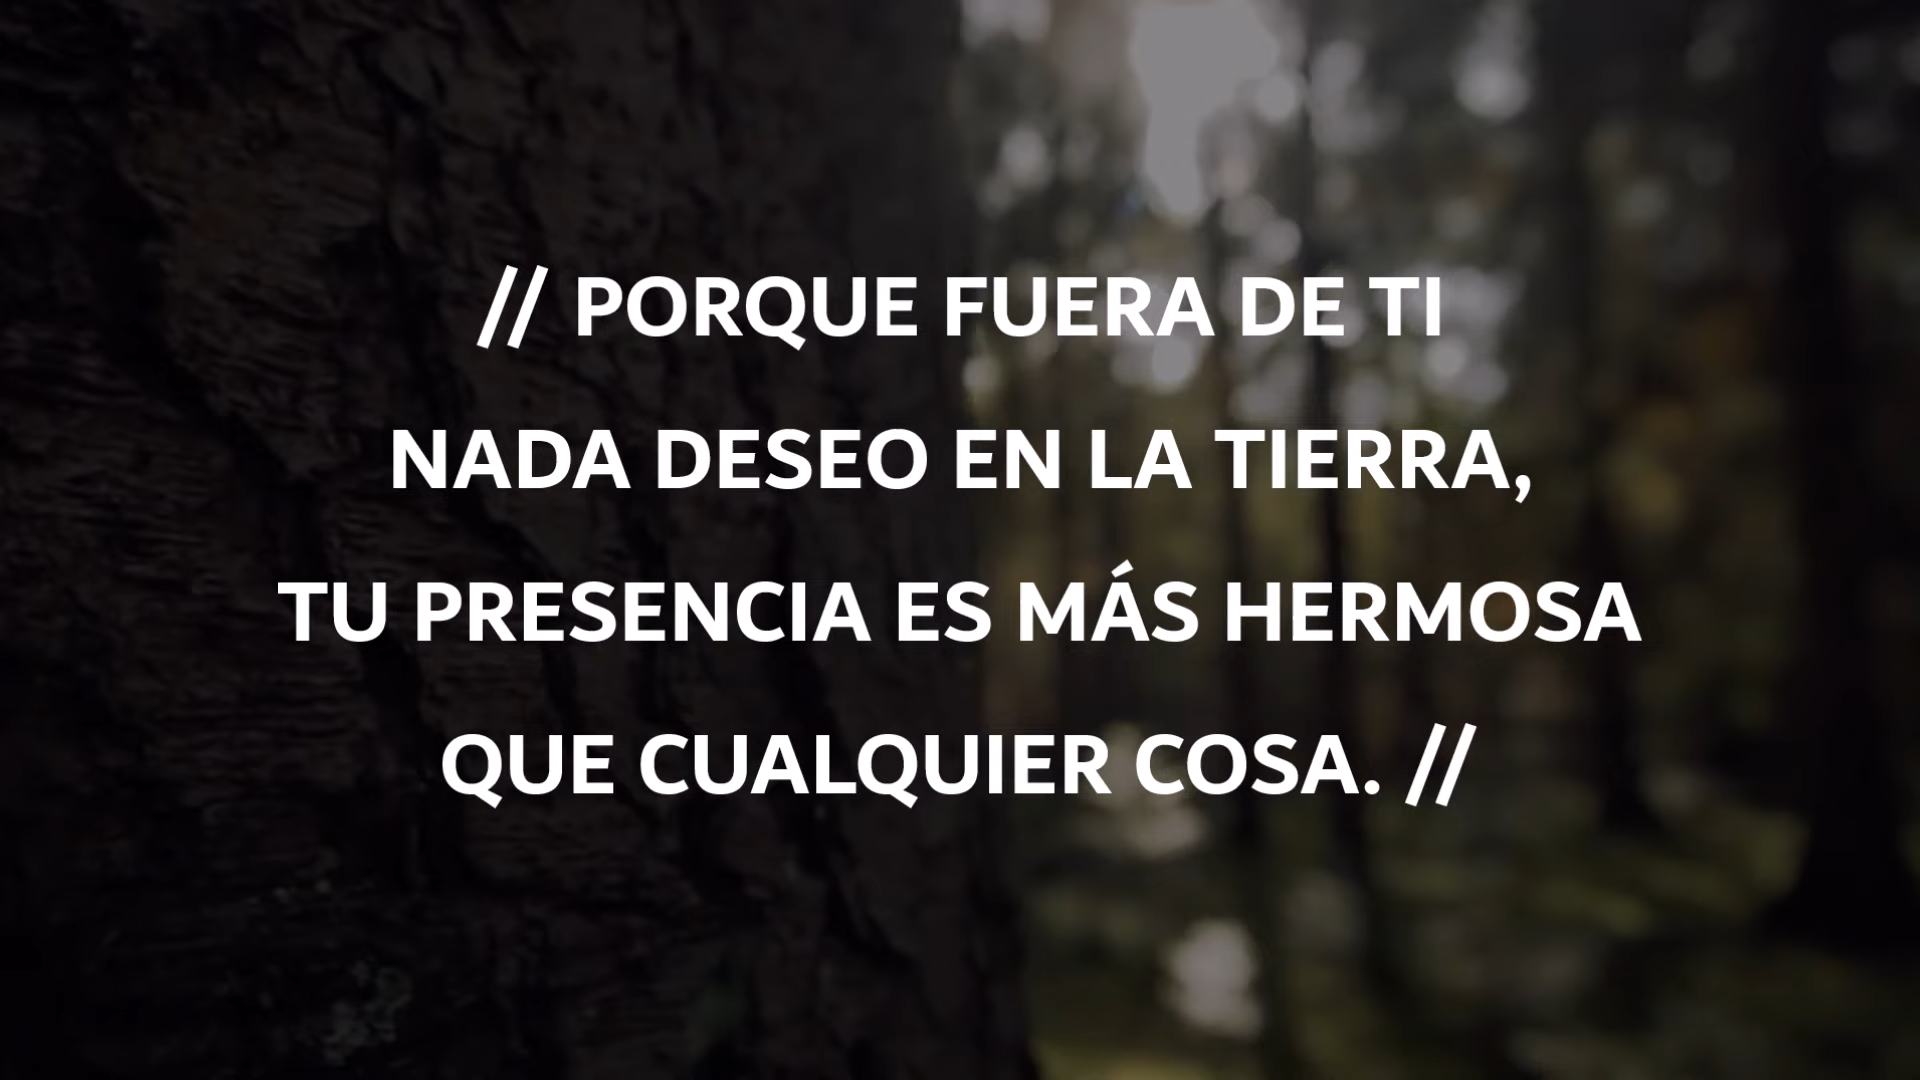 // PORQUE FUERA DE TI
NADA DESEO EN LA TIERRA,
TU PRESENCIA ES MÁS HERMOSA
QUE CUALQUIER COSA. //